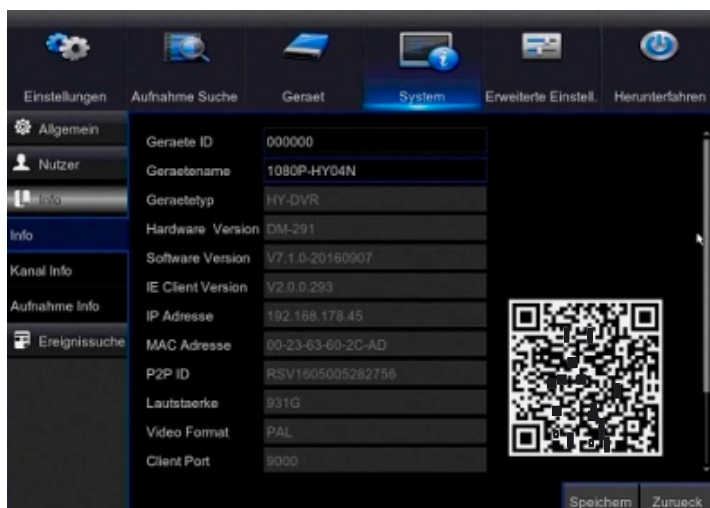 Einstellungen Aufnahme Suche Geraet System Erweiterte Einstell. Herunterfahren
Allgemein
Nutzer
Info
Info
Kanal Info
Aufnahme Info
Ereignissuche
Geraete ID 000000
Geraetename 1080P-HY04N
Geraetetyp HY-DVR
Hardware Version DM-291
Software Version V7.1.0-20160907
IE Client Version V2.0.0.293
IP Adresse 192.168.178.45
MAC Adresse 00-23-63-60-2C-AD
P2P ID RSV1605005282756
Lautstaerke 931G
Video Format PAL
Client Port 9000
Speichern Zurueck